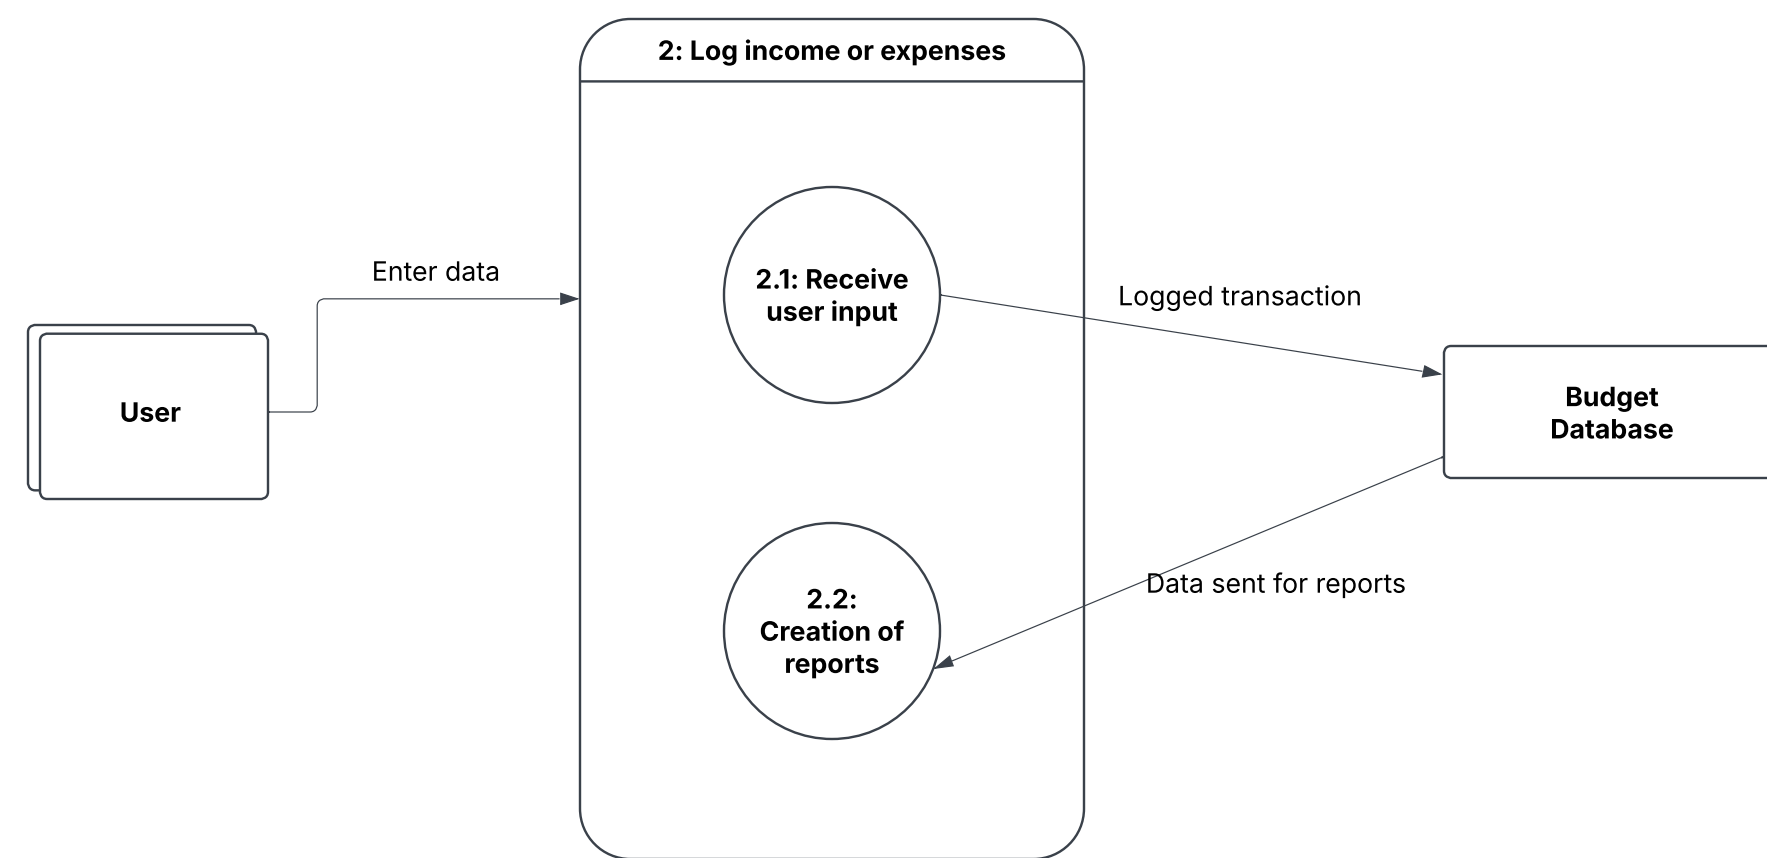 2: Log income or expenses
Enter data
2.1: Receive
user input
Logged transaction
User
Budget
Database
Data sent for reports
2.2:
Creation of
reports